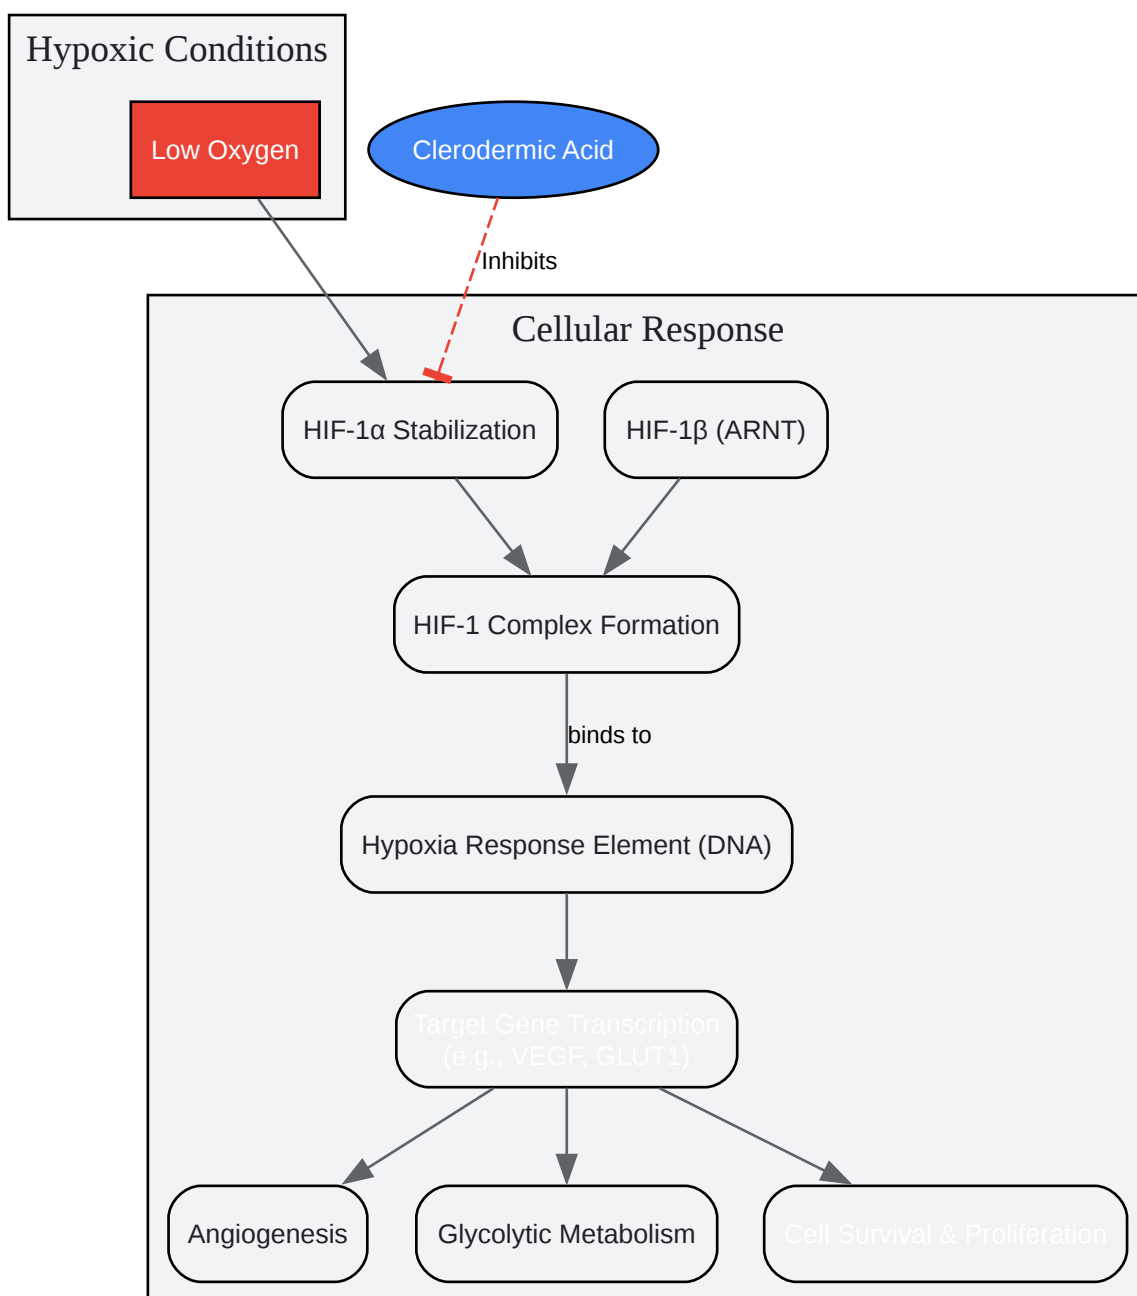 Hypoxic Conditions
Low Oxygen
Clerodermic Acid
Inhibits
Cellular Response
HIF-1α Stabilization
HIF-1β (ARNT)
HIF-1 Complex Formation
binds to
Hypoxia Response Element (DNA)
Target Gene Transcription
(e.g., VEGF, GLUT1)
Angiogenesis
Glycolytic Metabolism
Cell Survival & Proliferation